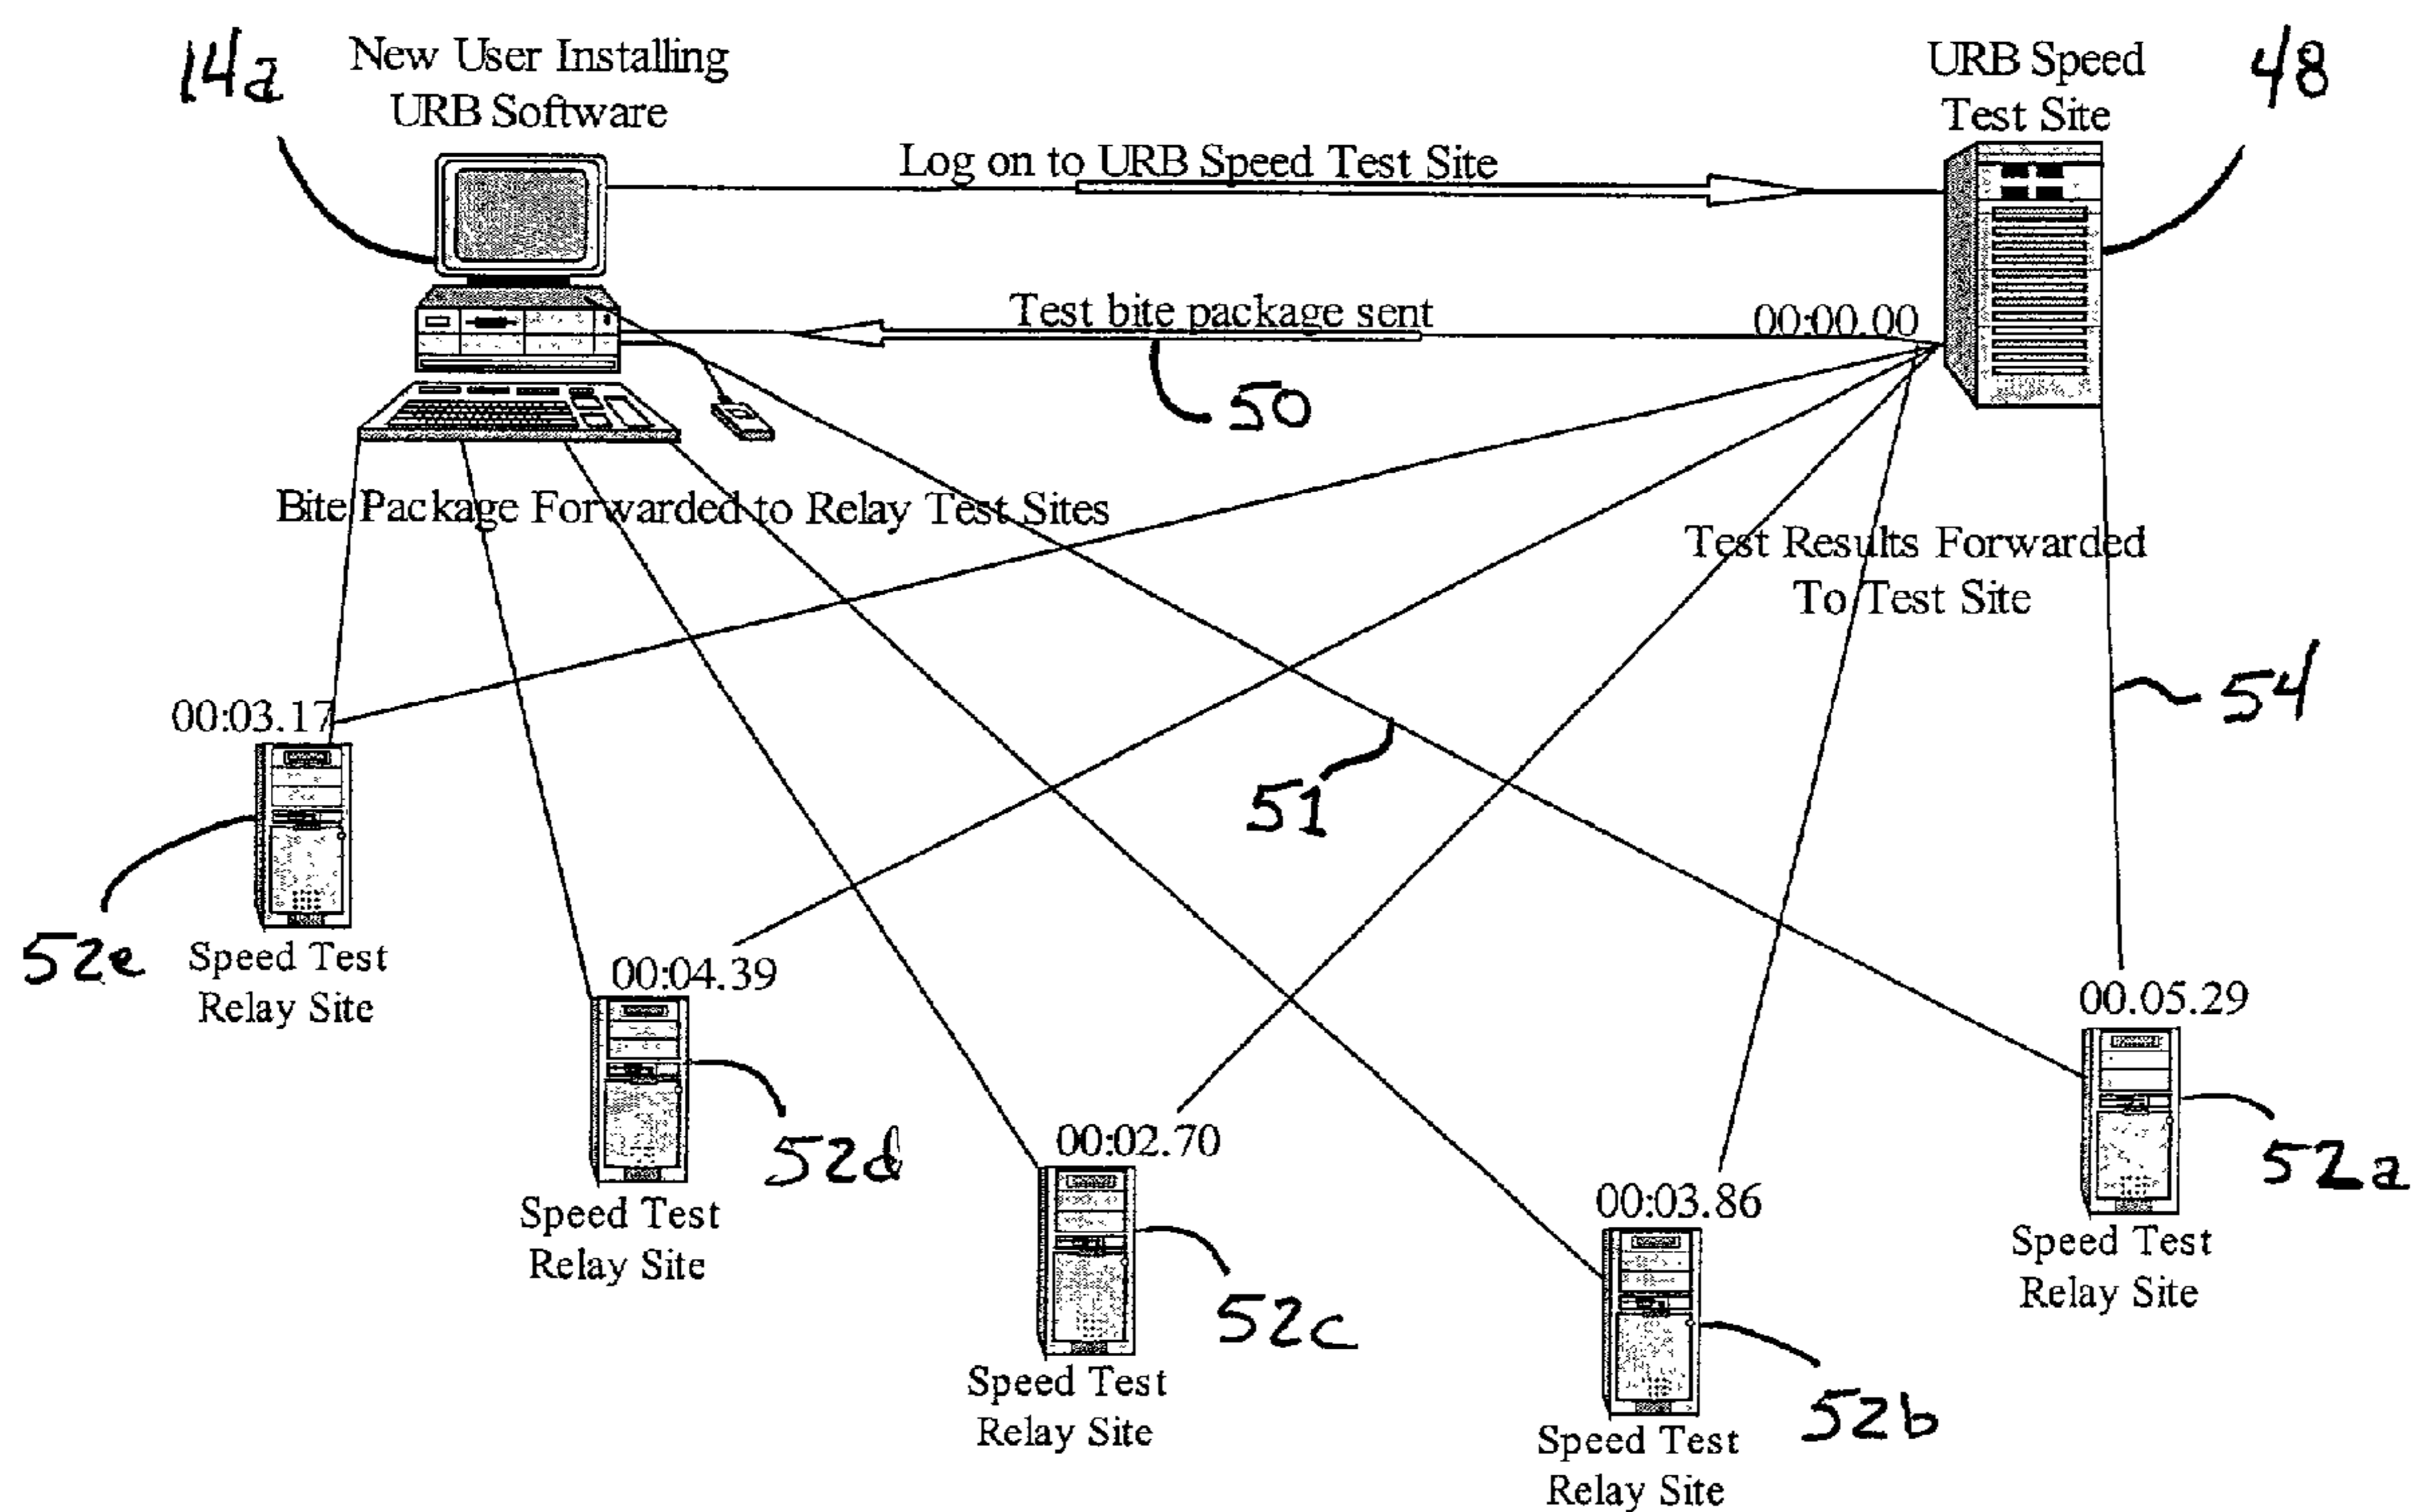 14a
New User Installing
URB Software
URB Speed
Test Site
48
Log on to URB Speed Test Site
Test bite package sent
00:00.00
50
Bite Package Forwarded to Relay Test Sites
Test Results Forwarded
To Test Site
54
51
00:03.17
52e
Speed Test
Relay Site
00:04.39
52d
Speed Test
Relay Site
00:02.70
52c
Speed Test
Relay Site
00:03.86
52b
Speed Test
Relay Site
00.05.29
52a
Speed Test
Relay Site